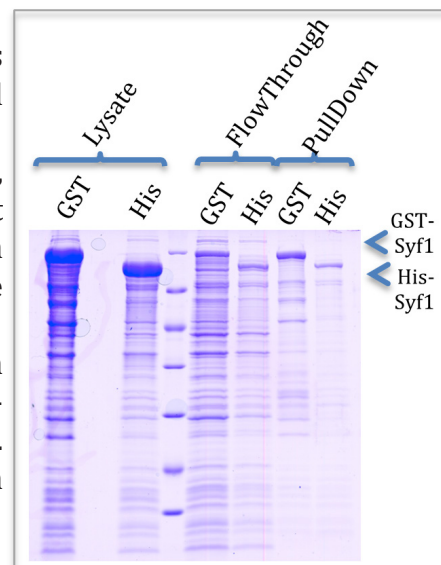 Lysate
FlowThrough
PullDown
GST
His
GST
His
GST
His
GST-
Syf1
His-
Syf1